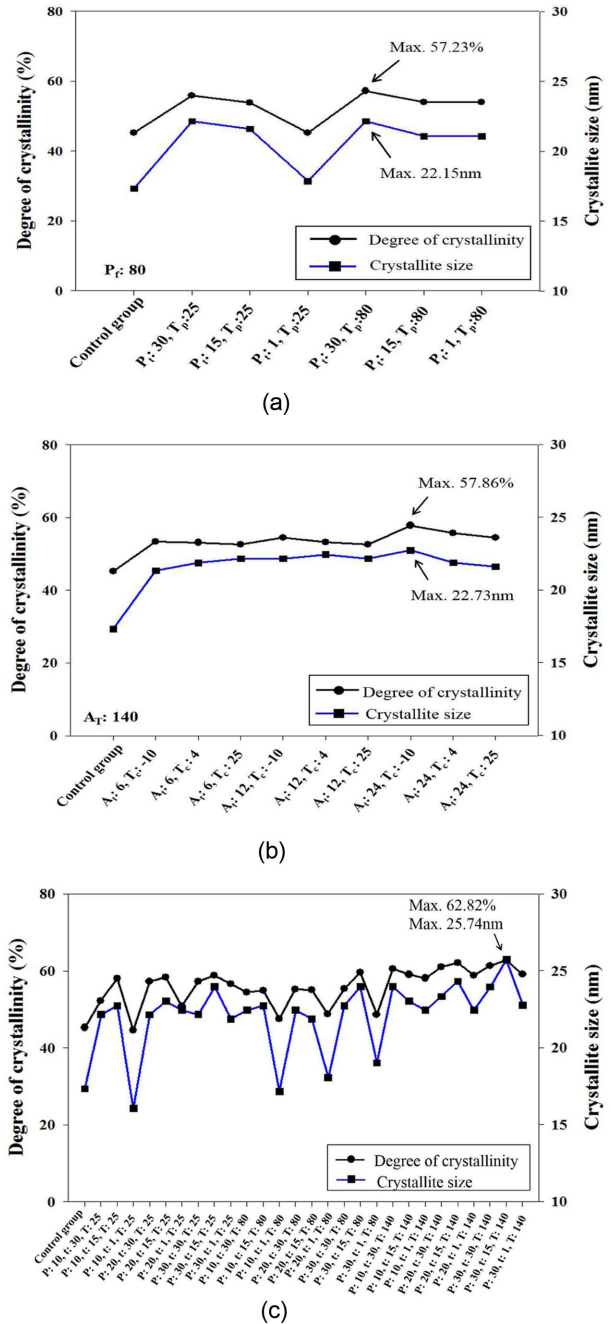 80
60
40
20
0
Degree of crystallinity (%)
30
25
20
15
10
Crystallite size (nm)
Max. 57.23%
Max. 22.15nm
Degree of crystallinity
Crystallite size
Pf: 80
Control group
Pt: 30, Tp:25
Pt: 15, Tp:25
Pt: 1, Tp:25
Pt: 30, Tp:80
Pt: 15, Tp:80
Pt: 1, Tp:80
(a)
80
60
40
20
0
Degree of crystallinity (%)
30
25
20
15
10
Crystallite size (nm)
Max. 57.86%
Max. 22.73nm
Degree of crystallinity
Crystallite size
AT: 140
Control group
At: 6, Tc: -10
At: 6, Tc: 4
At: 6, Tc: 25
At: 12, Tc: -10
At: 12, Tc: 4
At: 12, Tc: 25
At: 24, Tc: -10
At: 24, Tc: 4
At: 24, Tc: 25
(b)
80
60
40
20
0
Degree of crystallinity (%)
30
25
20
15
10
Crystallite size (nm)
Max. 62.82%
Max. 25.74nm
Degree of crystallinity
Crystallite size
Control group
P: 10, t: 30, T: 25
P: 10, t: 15, T: 25
P: 10, t: 1, T: 25
P: 20, t: 30, T: 25
P: 20, t: 15, T: 25
P: 20, t: 1, T: 25
P: 30, t: 30, T: 25
P: 30, t: 15, T: 25
P: 30, t: 1, T: 25
P: 10, t: 30, T: 80
P: 10, t: 15, T: 80
P: 10, t: 1, T: 80
P: 20, t: 30, T: 80
P: 20, t: 15, T: 80
P: 20, t: 1, T: 80
P: 30, t: 30, T: 80
P: 30, t: 15, T: 80
P: 30, t: 1, T: 80
P: 10, t: 30, T: 140
P: 10, t: 15, T: 140
P: 10, t: 1, T: 140
P: 20, t: 30, T: 140
P: 20, t: 15, T: 140
P: 20, t: 1, T: 140
P: 30, t: 30, T: 140
P: 30, t: 15, T: 140
P: 30, t: 1, T: 140
(c)